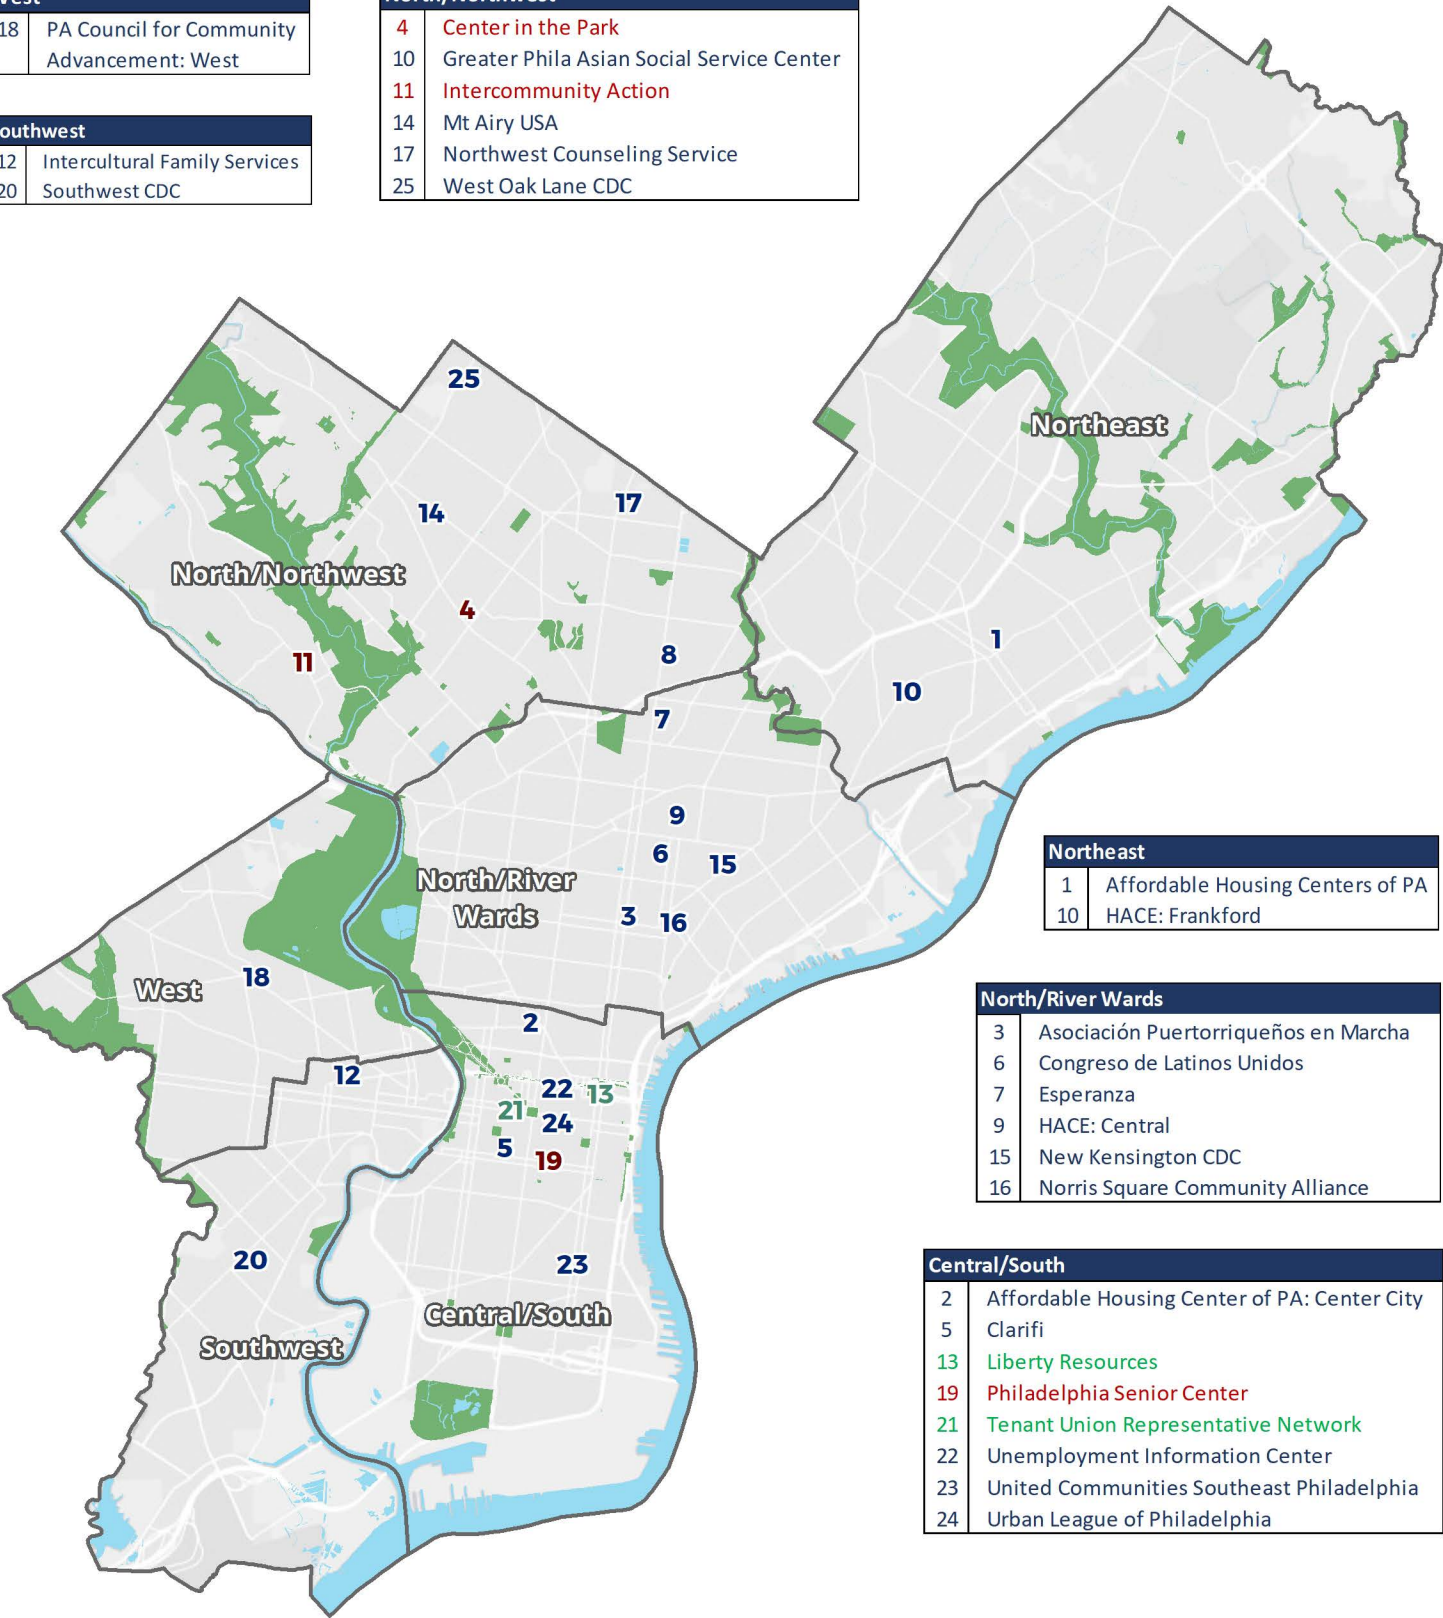 18 PA Council for Community
Advancement: West
12 Intercultural Family Services
20 Southwest CDC
North/Northwest
4 Center in the Park
10 Greater Phila Asian Social Service Center
11 Intercommunity Action
14 Mt Airy USA
17 Northwest Counseling Service
25 West Oak Lane CDC
25
Northeast
17
14
North/Northwest
4
1
8
11
10
7
9
6
15
North/River
Wards
3
16
18
West
2
12
22
13
21
24
5
19
20
23
Central/South
Southwest
Northeast
1 Affordable Housing Centers of PA
10 HACE: Frankford
North/River Wards
3 Asociación Puertorriqueños en Marcha
6 Congreso de Latinos Unidos
7 Esperanza
9 HACE: Central
15 New Kensington CDC
16 Norris Square Community Alliance
Central/South
2 Affordable Housing Center of PA: Center City
5 Clarifi
13 Liberty Resources
19 Philadelphia Senior Center
21 Tenant Union Representative Network
22 Unemployment Information Center
23 United Communities Southeast Philadelphia
24 Urban League of Philadelphia